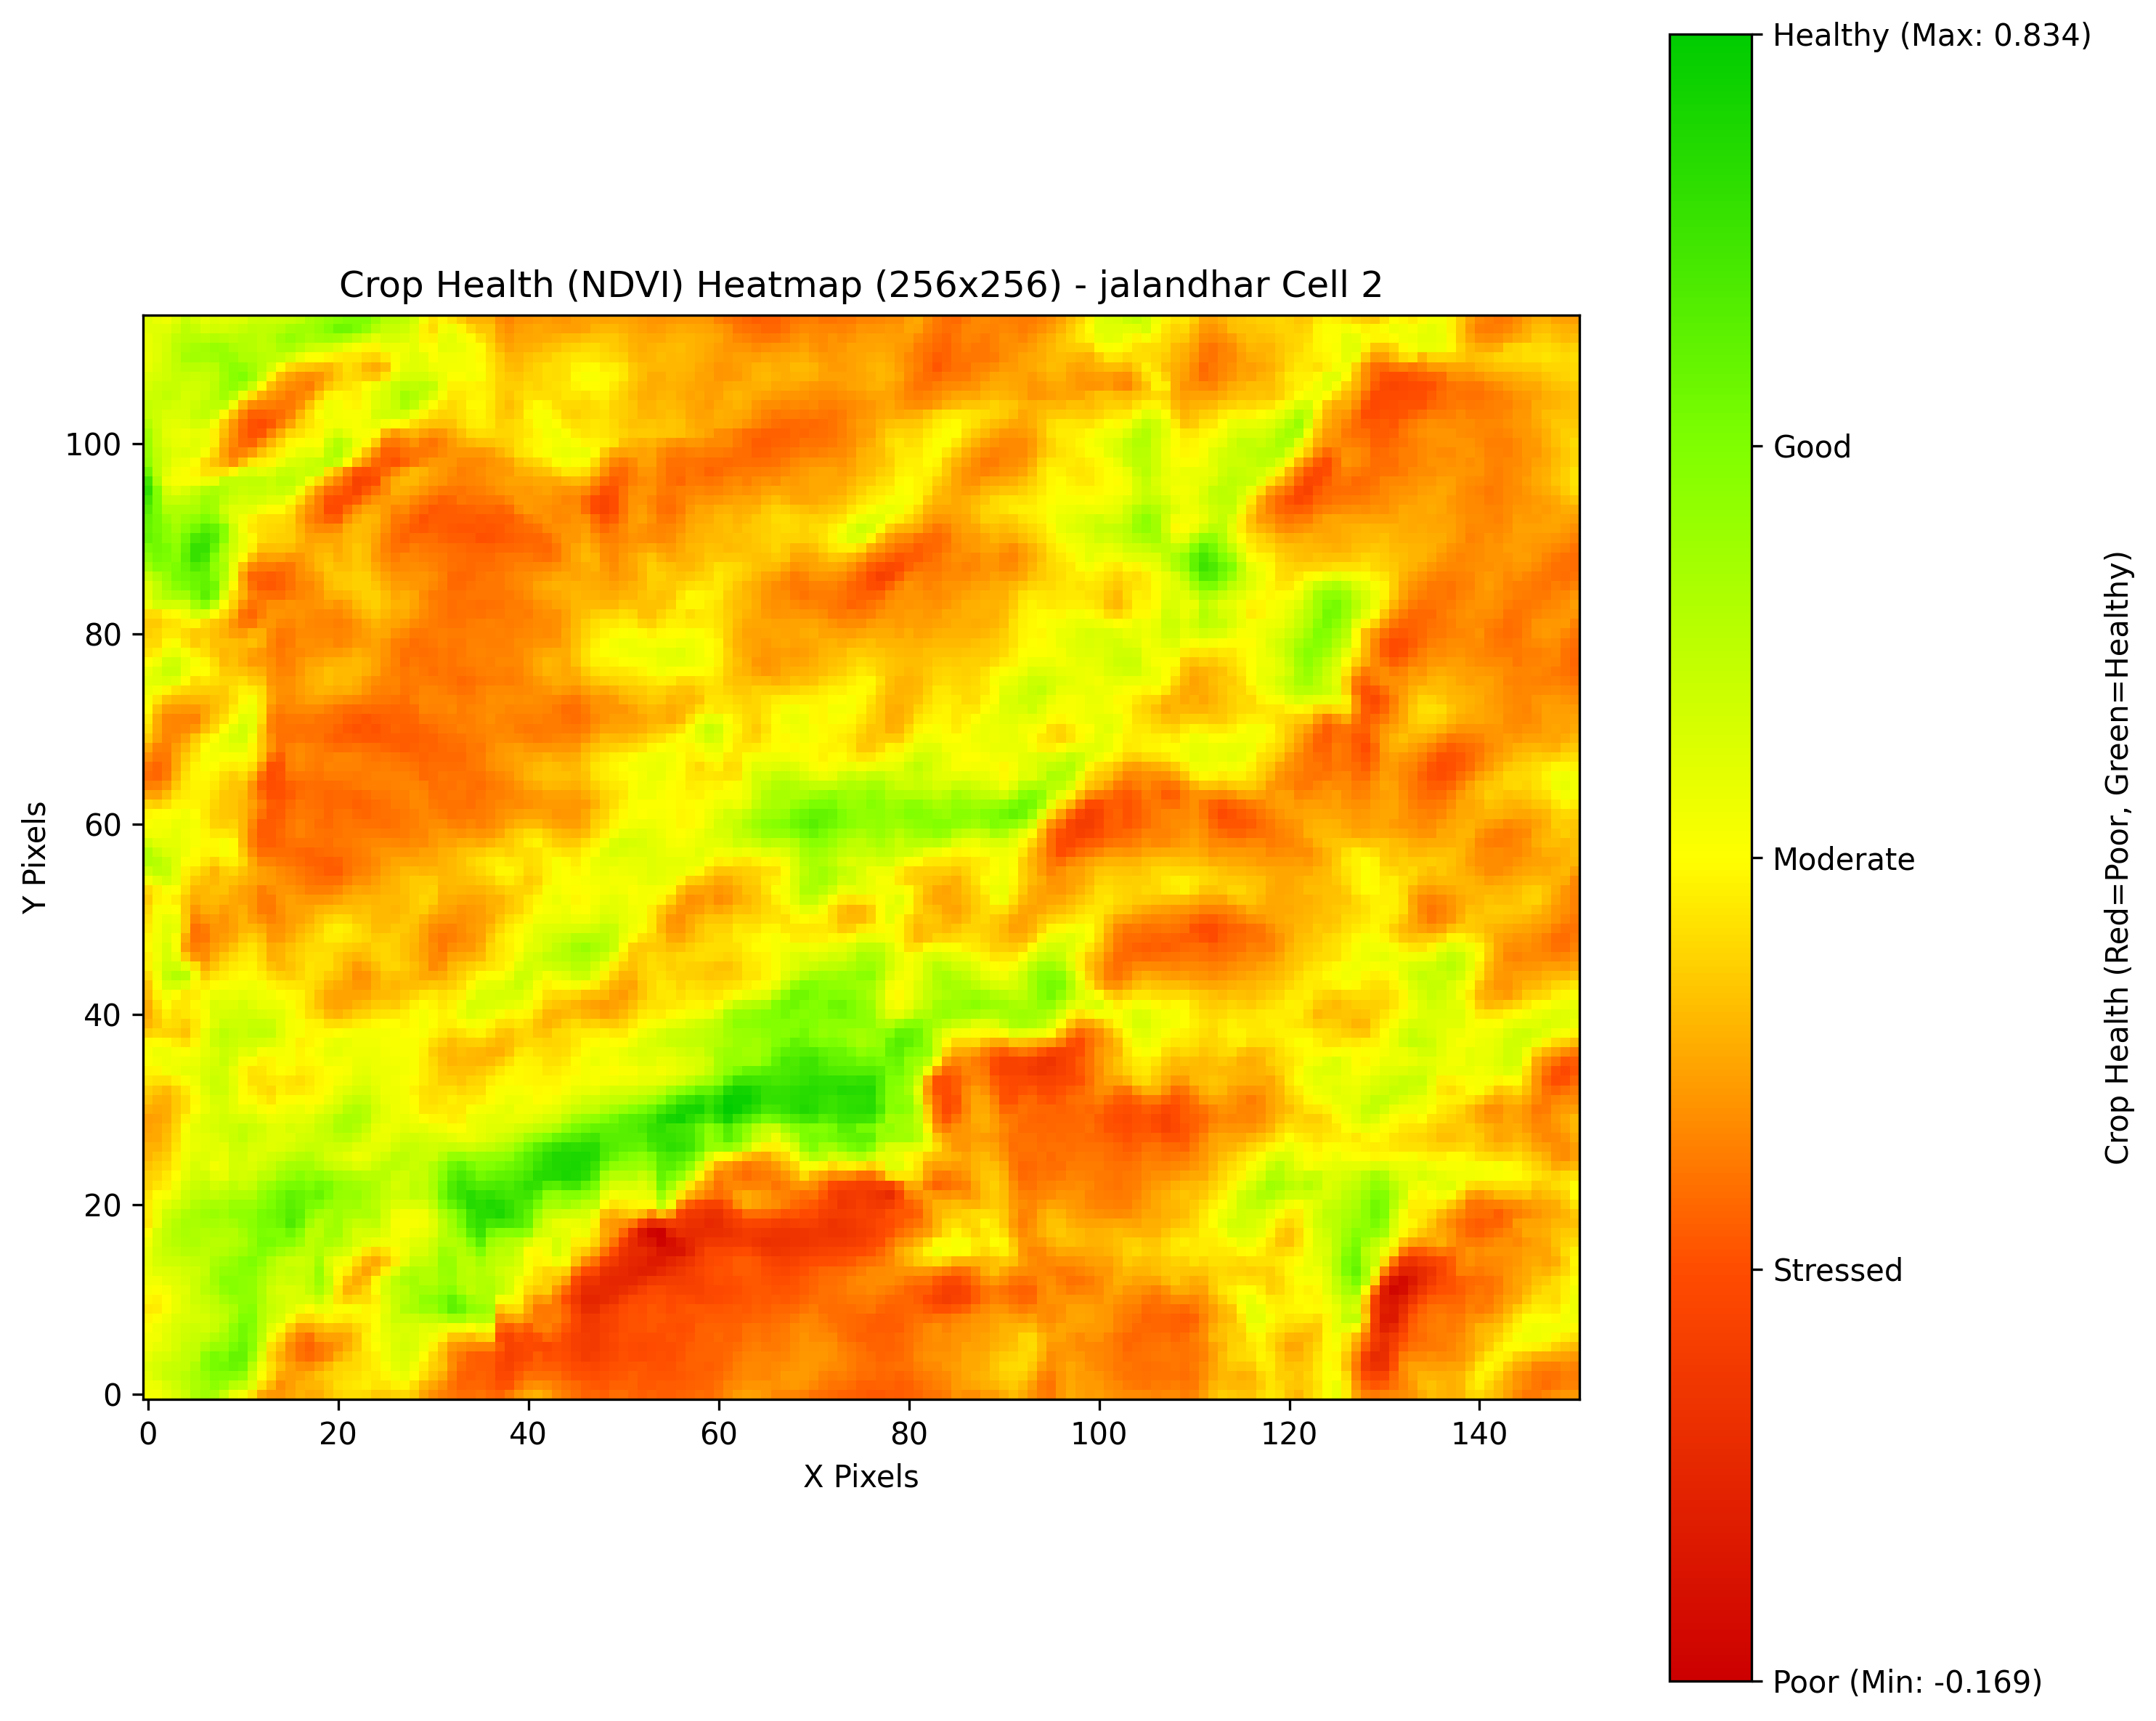 Crop Health (NDVI) Heatmap (256x256) - jalandhar Cell 2
Y Pixels
100
80
60
40
20
0
0 20 40 60 80 100 120 140
X Pixels
Healthy (Max: 0.834)
Good
Moderate
Stressed
Poor (Min: -0.169)
Crop Health (Red=Poor, Green=Healthy)